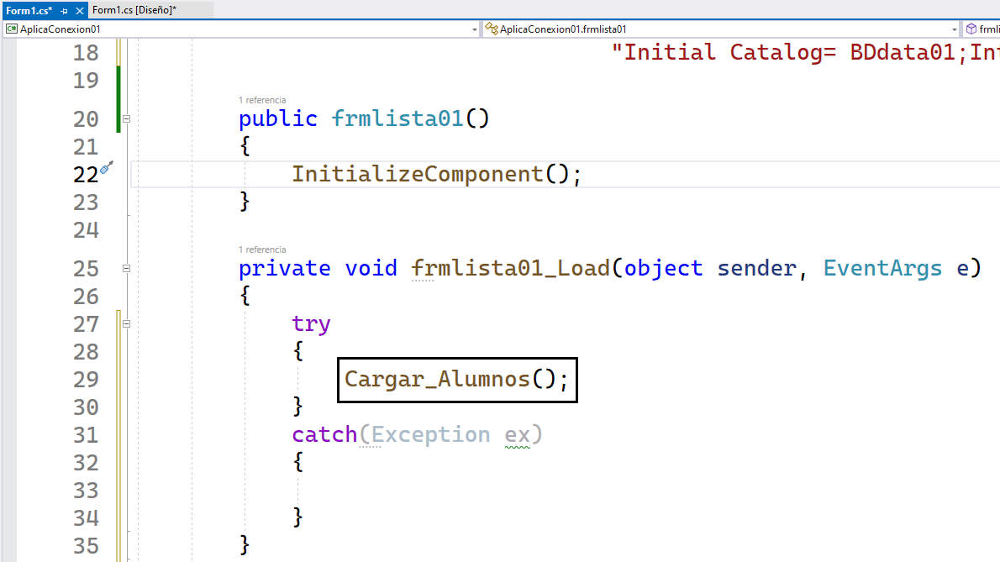 Form1.cs*
Form1.cs [Diseño]*
AplicaConexion01
AplicaConexion01.frmlista01
frmli
18 "Initial Catalog= BDdata01;Int
19
1 referencia
20 public frmlista01()
21 {
22 InitializeComponent();
23 }
24
1 referencia
25 private void frmlista01_Load(object sender, EventArgs e)
26 {
27 try
28 {
29 Cargar_Alumnos();
30 }
31 catch(Exception ex)
32 {
33
34 }
35 }